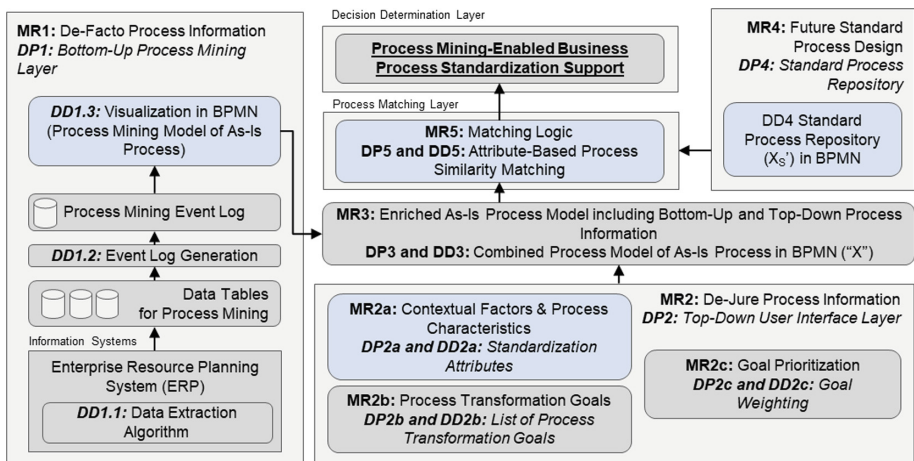 MR1: De-Facto Process Information
DP1: Bottom-Up Process Mining
Layer
DD1.3: Visualization in BPMN
(Process Mining Model of As-Is
Process)
Process Mining Event Log
DD1.2: Event Log Generation
Data Tables
for Process Mining
Information Systems
Enterprise Resource Planning
System (ERP)
DD1.1: Data Extraction
Algorithm
Decision Determination Layer
Process Mining-Enabled Business
Process Standardization Support
Process Matching Layer
MR5: Matching Logic
DP5 and DD5: Attribute-Based Process
Similarity Matching
MR4: Future Standard
Process Design
DP4: Standard Process
Repository
DD4 Standard
Process Repository
(XS') in BPMN
MR3: Enriched As-Is Process Model including Bottom-Up and Top-Down Process
Information
DP3 and DD3: Combined Process Model of As-Is Process in BPMN (“X”)
MR2a: Contextual Factors & Process
Characteristics
DP2a and DD2a: Standardization
Attributes
MR2b: Process Transformation Goals
DP2b and DD2b: List of Process
Transformation Goals
MR2: De-Jure Process Information
DP2: Top-Down User Interface Layer
MR2c: Goal Prioritization
DP2c and DD2c: Goal
Weighting